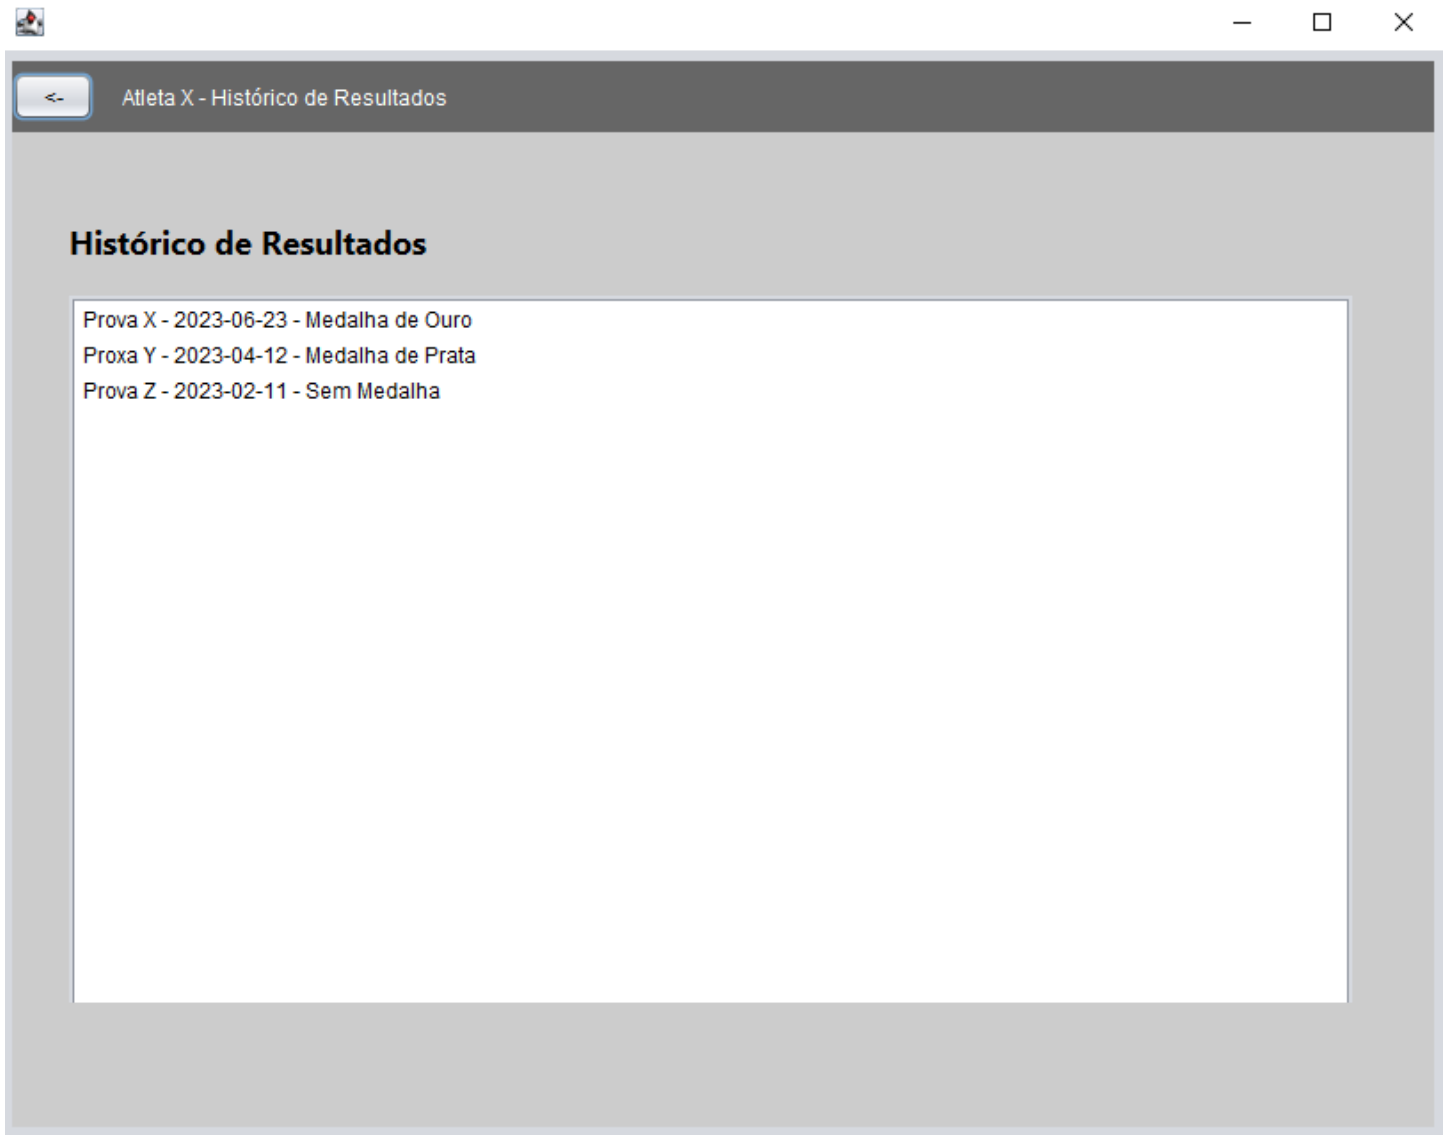 <-
Atleta X - Histórico de Resultados
Histórico de Resultados
Prova X - 2023-06-23 - Medalha de Ouro
Proxa Y - 2023-04-12 - Medalha de Prata
Prova Z - 2023-02-11 - Sem Medalha